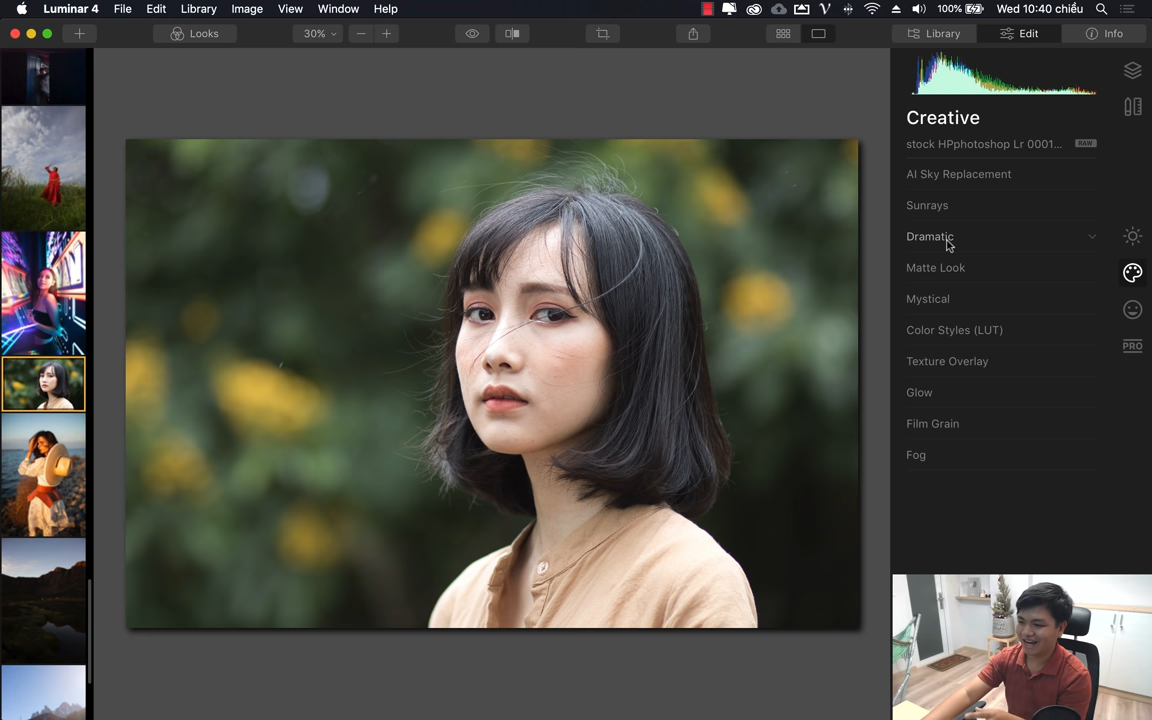 Luminar 4 File Edit Library Image View Window Help 100% Wed 10:40 chiều
Looks 30% Library Edit Info
Creative
stock HPphotoshop Lr 0001... RAW
AI Sky Replacement
Sunrays
Dramatic
Matte Look
Mystical
Color Styles (LUT)
PRO
Texture Overlay
Glow
Film Grain
Fog